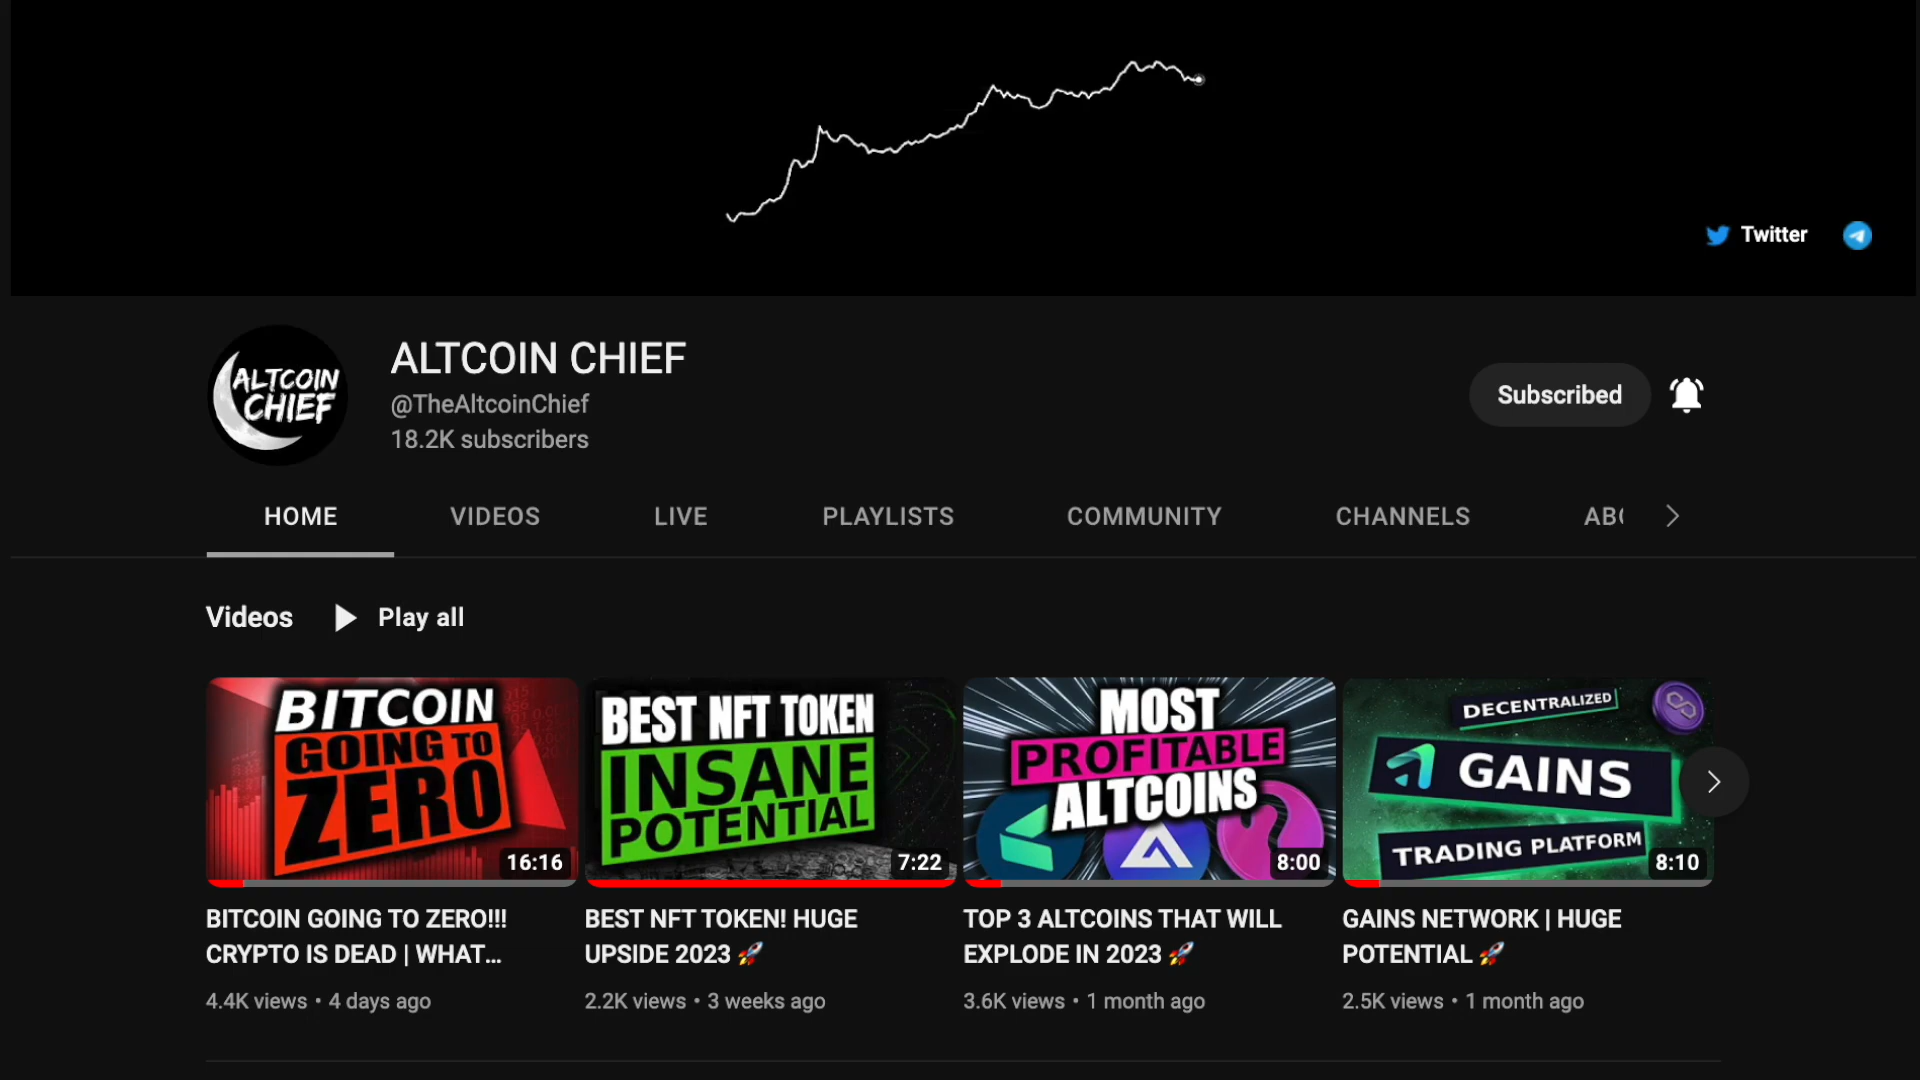 Twitter
ALTCOIN
CHIEF
ALTCOIN CHIEF
@TheAltcoinChief
18.2K subscribers
Subscribed
HOME
VIDEOS
LIVE
PLAYLISTS
COMMUNITY
CHANNELS
Videos
Play all
BITCOIN
GOING TO
ZERO
16:16
BEST NFT TOKEN
INSANE
POTENTIAL
7:22
MOST
PROFITABLE
ALTCOINS
8:00
DECENTRALIZED
GAINS
TRADING PLATFORM
8:10
BITCOIN GOING TO ZERO!!!
CRYPTO IS DEAD | WHAT...
4.4K views • 4 days ago
BEST NFT TOKEN! HUGE
UPSIDE 2023 🚀
2.2K views • 3 weeks ago
TOP 3 ALTCOINS THAT WILL
EXPLODE IN 2023 🚀
3.6K views • 1 month ago
GAINS NETWORK | HUGE
POTENTIAL 🚀
2.5K views • 1 month ago